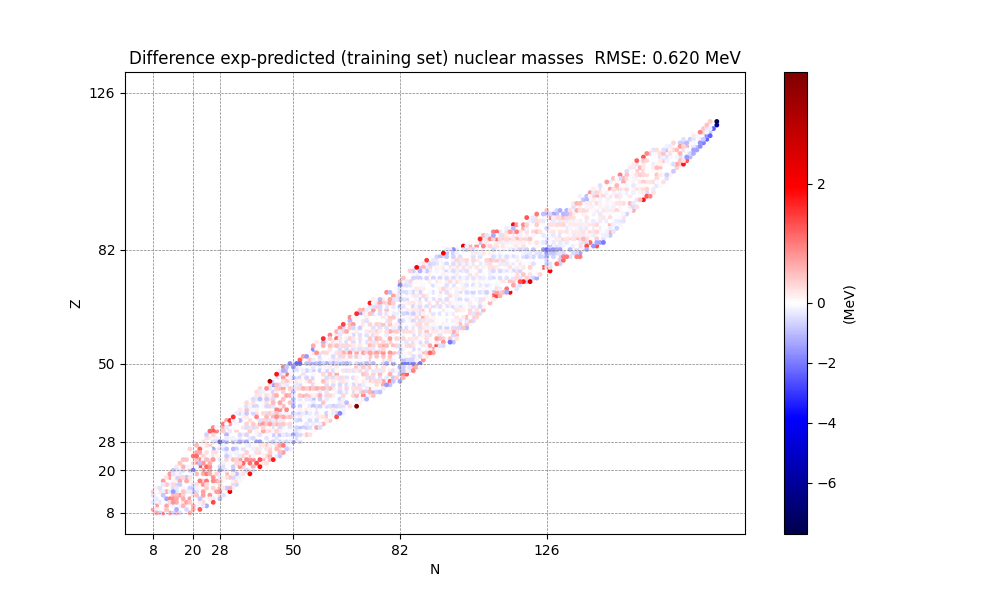 Difference exp-predicted (training set) nuclear masses  RMSE: 0.620 MeV
126
82
50
28
20
8
Z
8 20 28 50 82 126
N
2
0
−2
−4
−6
(MeV)